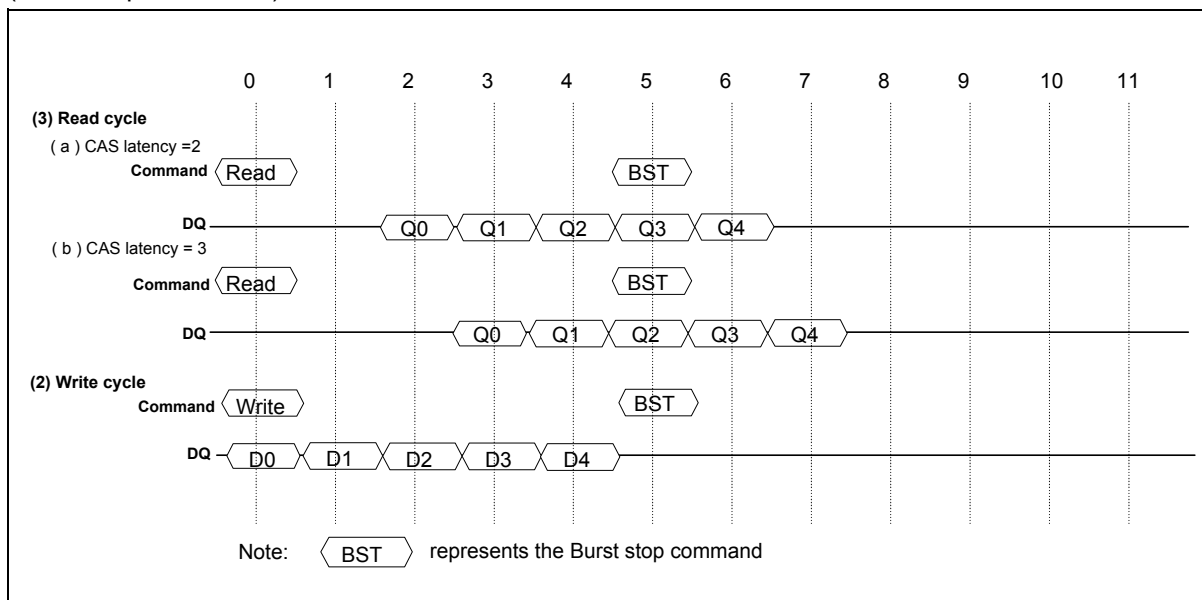 0 1 2 3 4 5 6 7 8 9 10 11
(3) Read cycle
( a ) CAS latency =2
Command Read BST
DQ Q0 Q1 Q2 Q3 Q4
( b ) CAS latency = 3
Command Read BST
DQ Q0 Q1 Q2 Q3 Q4
(2) Write cycle
Command Write BST
DQ D0 D1 D2 D3 D4
Note: BST represents the Burst stop command